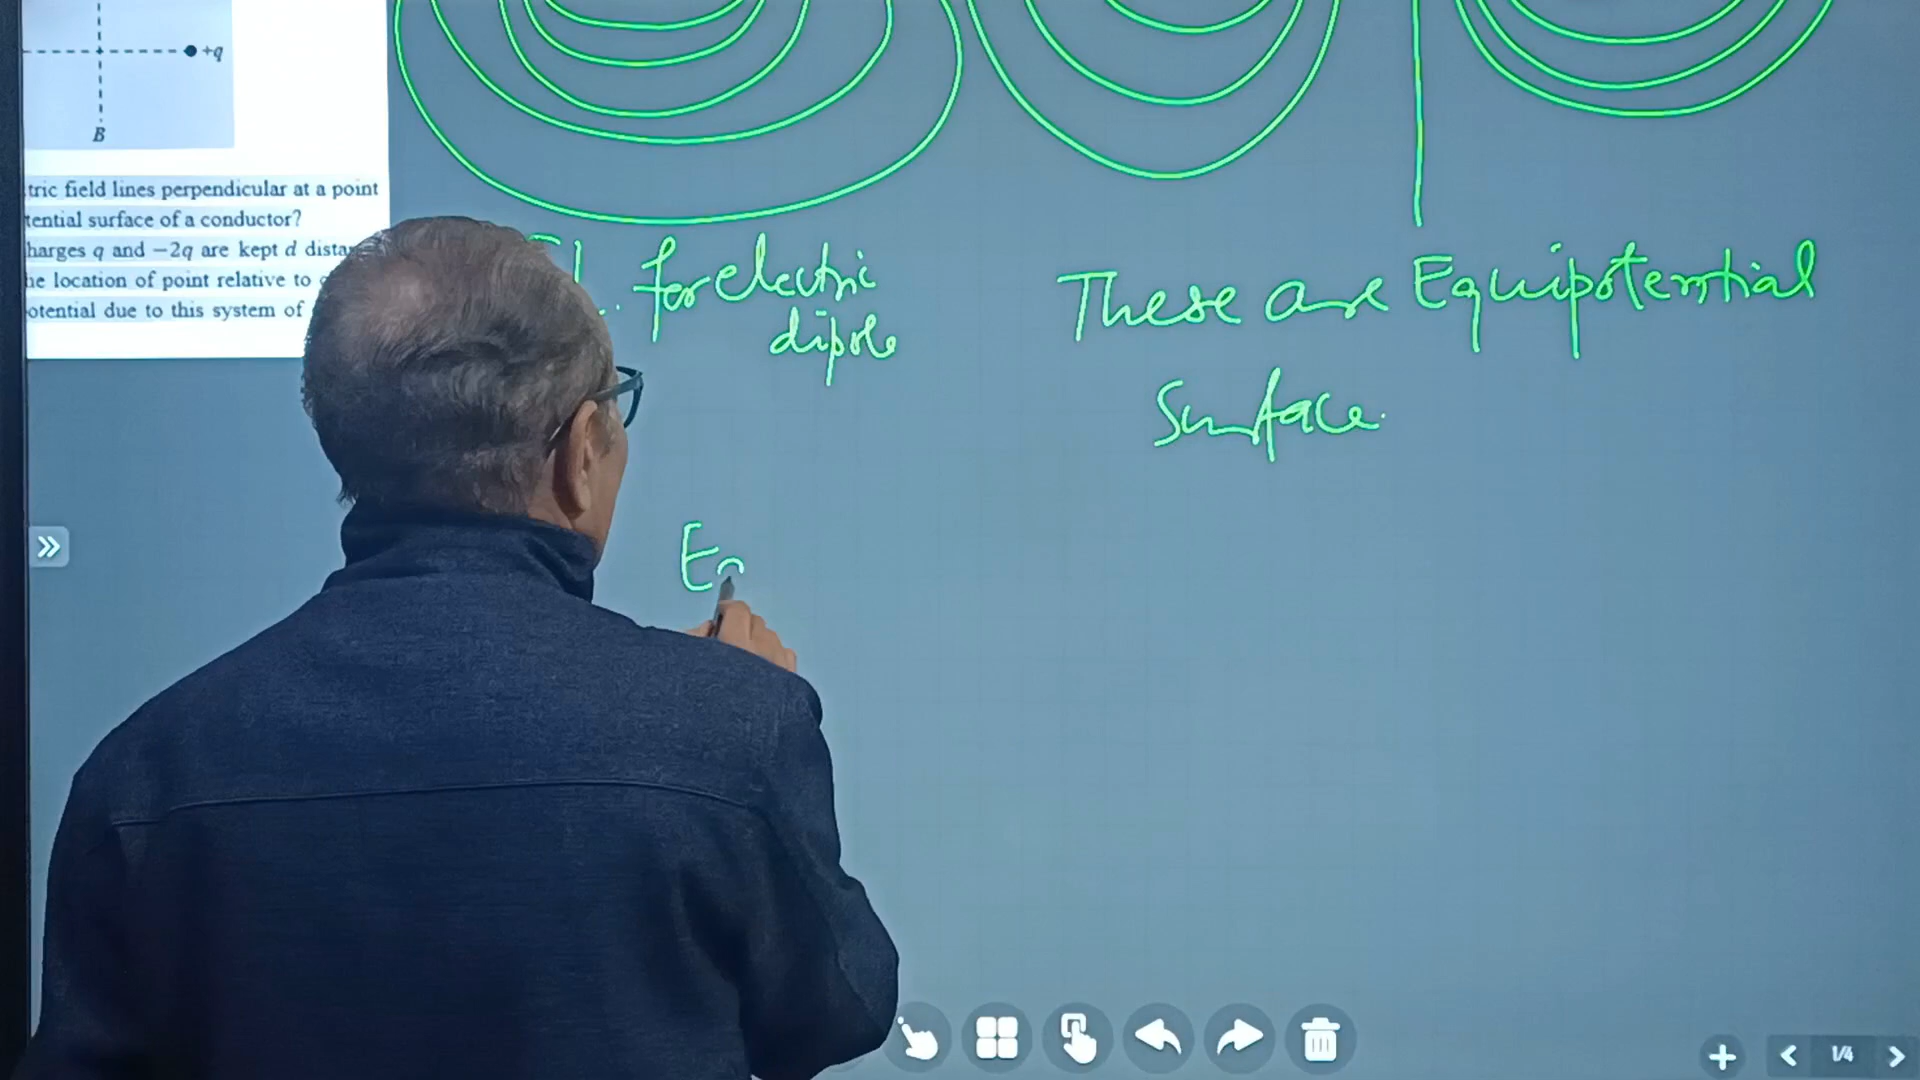 +q
B
tric field lines perpendicular at a point
tential surface of a conductor?
harges q and −2q are kept d
he location of point relative to
otential due to this system of
for electric
dipole
These are Equipotential
Surface.
E
1/4